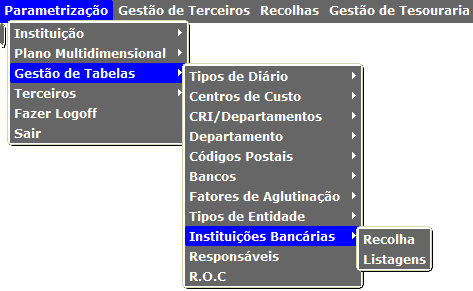 Parametrização Gestão de Terceiros Recolhas Gestão de Tesouraria
Instituição
Plano Multidimensional
Gestão de Tabelas
Terceiros
Fazer Logoff
Sair
Tipos de Diário
Centros de Custo
CRI/Departamentos
Departamento
Códigos Postais
Bancos
Fatores de Aglutinação
Tipos de Entidade
Instituições Bancárias
Responsáveis
R.O.C
Recolha
Listagens